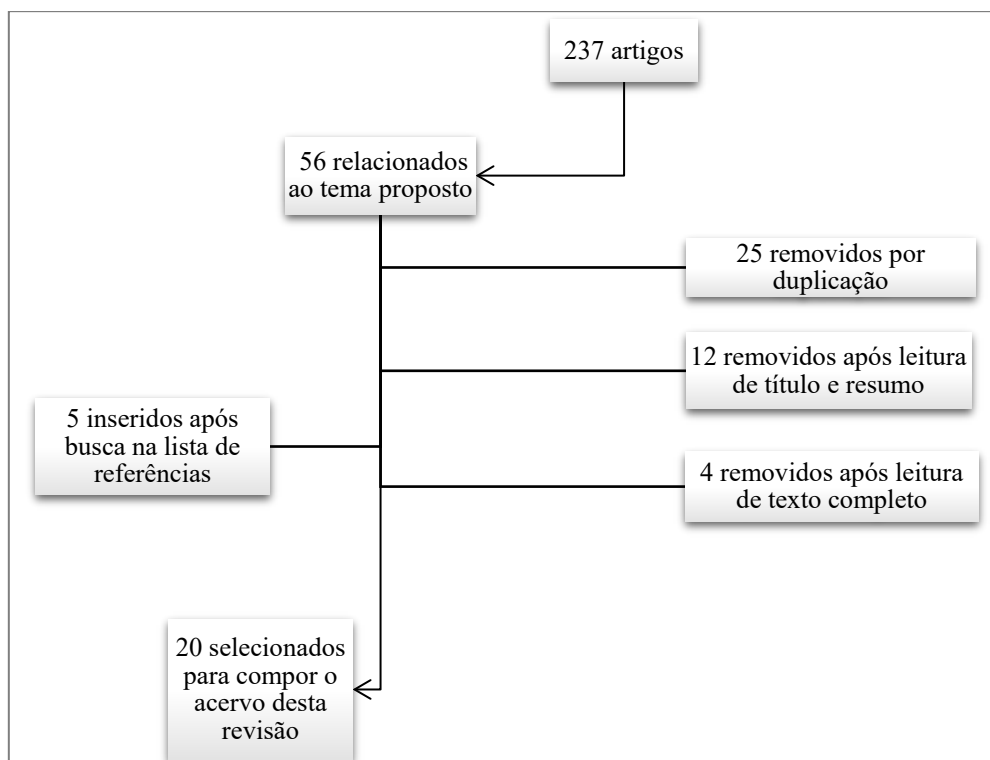 237 artigos
56 relacionados
ao tema proposto
25 removidos por
duplicação
12 removidos após leitura
de título e resumo
5 inseridos após
busca na lista de
referências
4 removidos após leitura
de texto completo
20 selecionados
para compor o
acervo desta
revisão